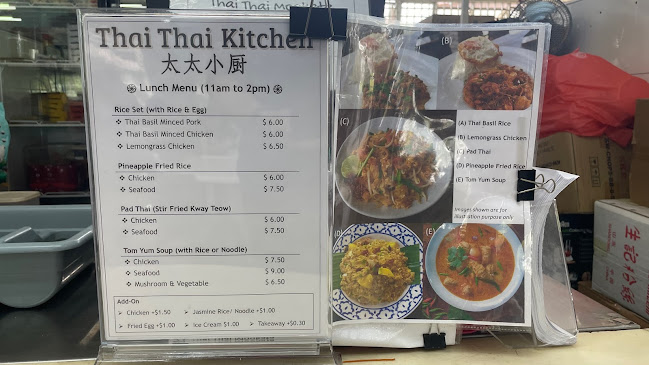 Thai Thai
Thai Thai Kitchen
太太小厨
Lunch Menu (11am to 2pm)
Rice Set (with Rice & Egg)
Thai Basil Minced Pork $ 6.00
Thai Basil Minced Chicken $ 6.00
Lemongrass Chicken $ 6.50
Pineapple Fried Rice
Chicken $ 6.00
Seafood $ 7.50
Pad Thai (Stir Fried Kway Teow)
Chicken $ 6.00
Seafood $ 7.50
Tom Yum Soup (with Rice or Noodle)
Chicken $ 7.50
Seafood $ 9.00
Mushroom & Vegetable $ 6.50
Add-On
Chicken +$1.50 Jasmine Rice/ Noodle +$1.00
Fried Egg +$1.00 Ice Cream $1.00 Takeaway +$0.30
(B)
(C)
(D)
(E)
(A) Thai Basil Rice
(B) Lemongrass Chicken
(C) Pad Thai
(D) Pineapple Fried Rice
(E) Tom Yum Soup
Images shown are for
illustration purpose only
生記